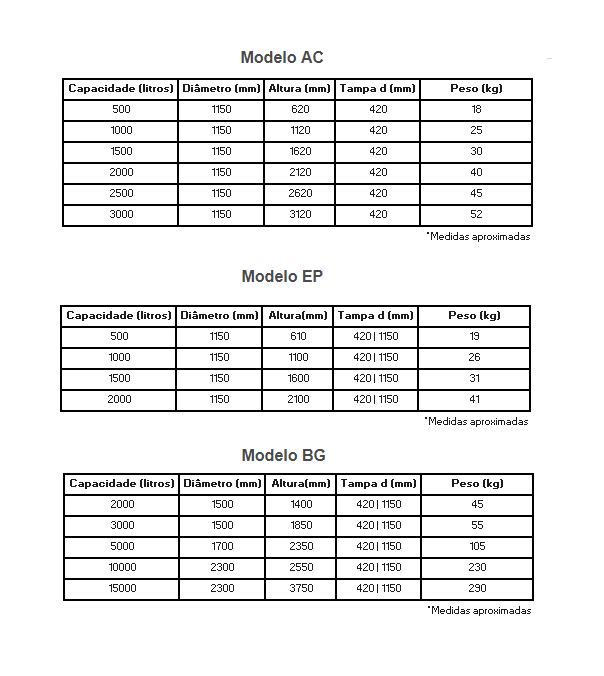 Modelo AC
Capacidade (litros) Diâmetro (mm) Altura (mm) Tampa d (mm) Peso (kg)
500 1150 620 420 18
1000 1150 1120 420 25
1500 1150 1620 420 30
2000 1150 2120 420 40
2500 1150 2620 420 45
3000 1150 3120 420 52
*Medidas aproximadas
Modelo EP
Capacidade (litros) Diâmetro (mm) Altura(mm) Tampa d (mm) Peso (kg)
500 1150 610 420 | 1150 19
1000 1150 1100 420 | 1150 26
1500 1150 1600 420 | 1150 31
2000 1150 2100 420 | 1150 41
*Medidas aproximadas
Modelo BG
Capacidade (litros) Diâmetro (mm) Altura(mm) Tampa d (mm) Peso (kg)
2000 1500 1400 420 | 1150 45
3000 1500 1850 420 | 1150 55
5000 1700 2350 420 | 1150 105
10000 2300 2550 420 | 1150 230
15000 2300 3750 420 | 1150 290
*Medidas aproximadas